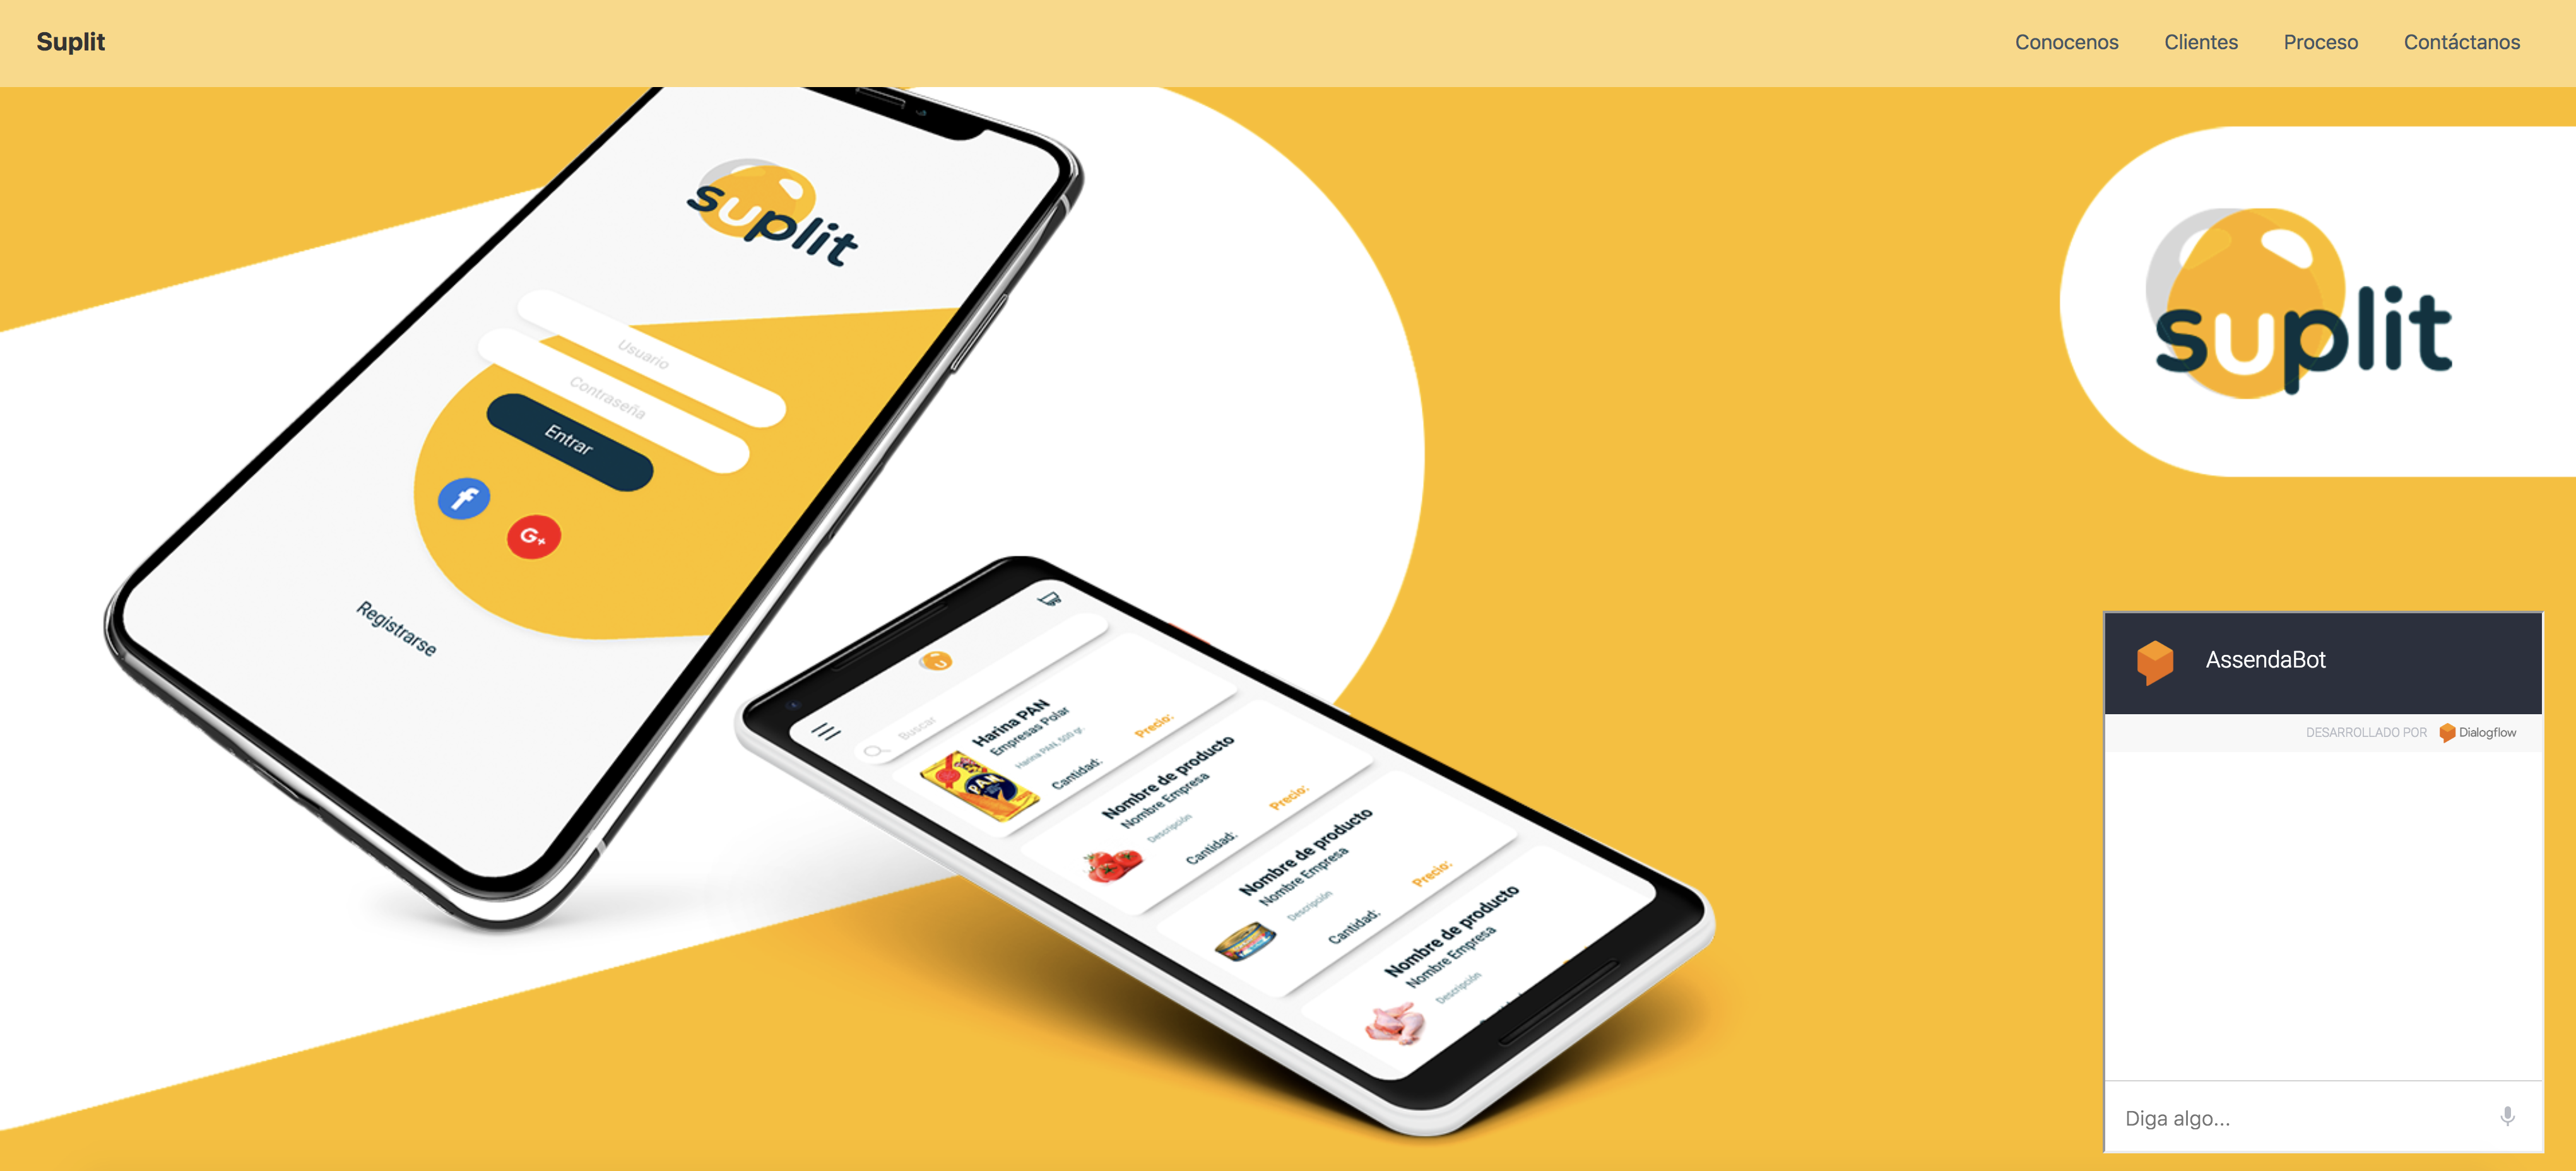 Suplit
Conocenos
Clientes
Proceso
Contáctanos
suplit
Usuario
Contraseña
Entrar
f
G+
Registrarse
suplit
u
Buscar
Harina PAN
Empresas Polar
Harina PAN, 500 gr.
Cantidad:
Precio:
PAN
Nombre de producto
Nombre Empresa
Descripción
Cantidad:
Precio:
Nombre de producto
Nombre Empresa
Descripción
Cantidad:
Precio:
Nombre de producto
Nombre Empresa
Descripción
AssendaBot
DESARROLLADO POR Dialogflow
Diga algo...